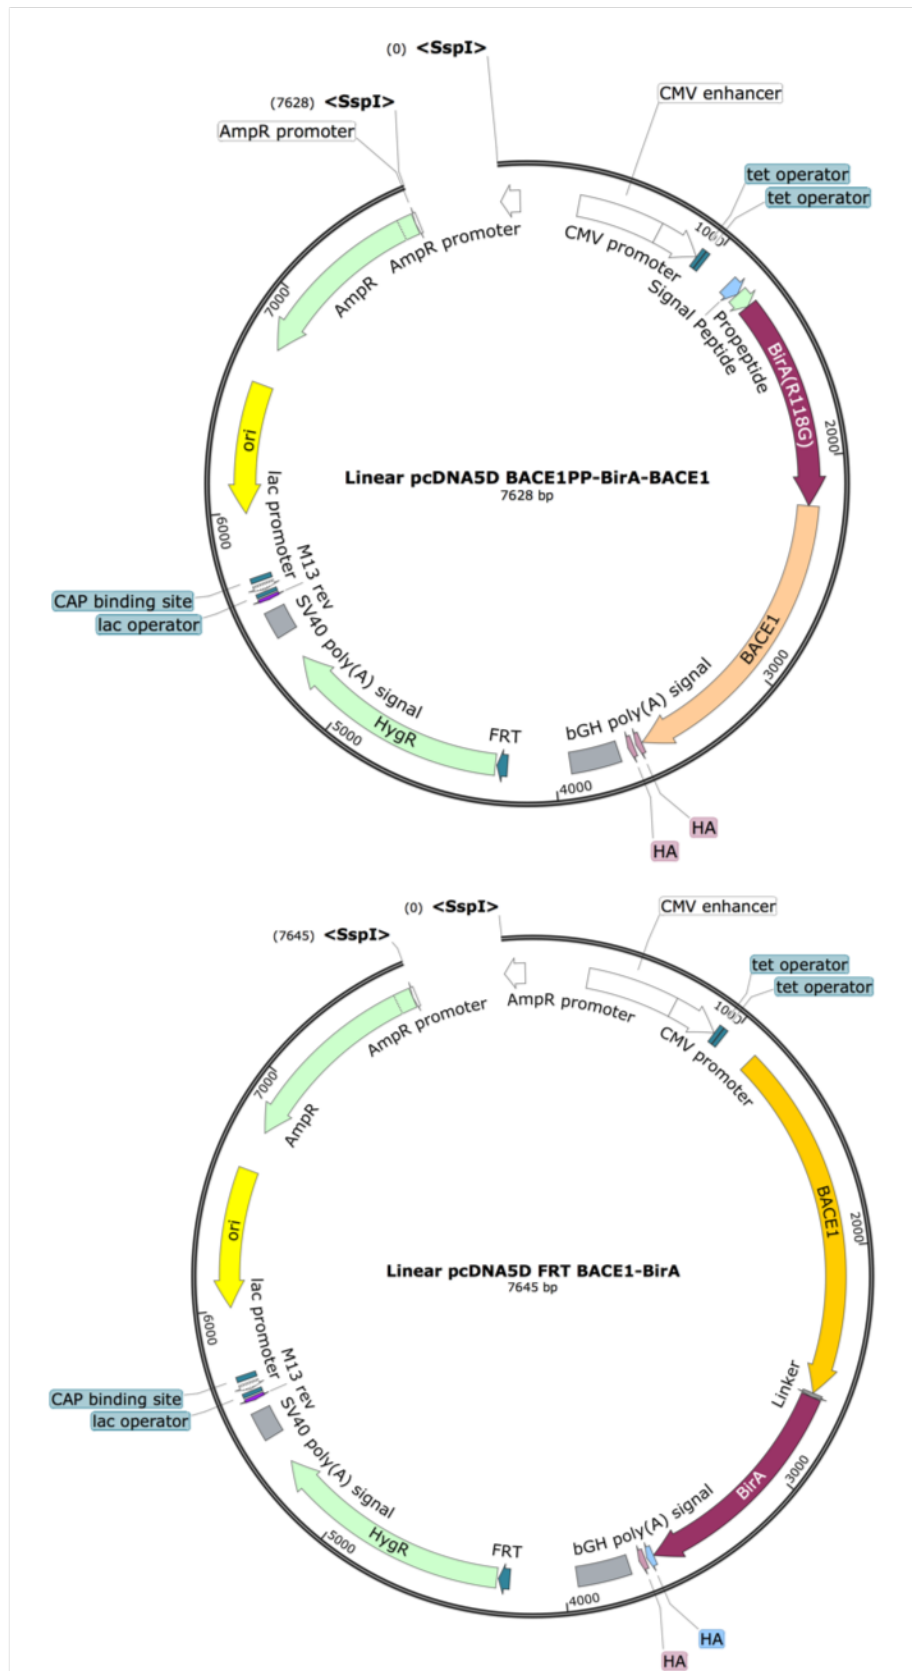 (0) <SspI>
CMV enhancer
(7628) <SspI>
AmpR promoter
tet operator
tet operator
1000
AmpR promoter
CMV promoter
Signal Peptide
Propeptide
BirA(R118G)
7000
AmpR
2000
ori
Linear pcDNA5D BACE1PP-BirA-BACE1
7628 bp
6000
lac promoter
M13 rev
CAP binding site
lac operator
SV40 poly(A) signal
BACE1
3000
bGH poly(A) signal
HygR
5000
FRT
4000
HA
HA
(0) <SspI>
CMV enhancer
(7645) <SspI>
tet operator
tet operator
1000
AmpR promoter
AmpR promoter
CMV promoter
7000
AmpR
BACE1
2000
ori
Linear pcDNA5D FRT BACE1-BirA
7645 bp
6000
lac promoter
M13 rev
CAP binding site
lac operator
SV40 poly(A) signal
Linker
BirA
3000
bGH poly(A) signal
HygR
5000
FRT
4000
HA
HA